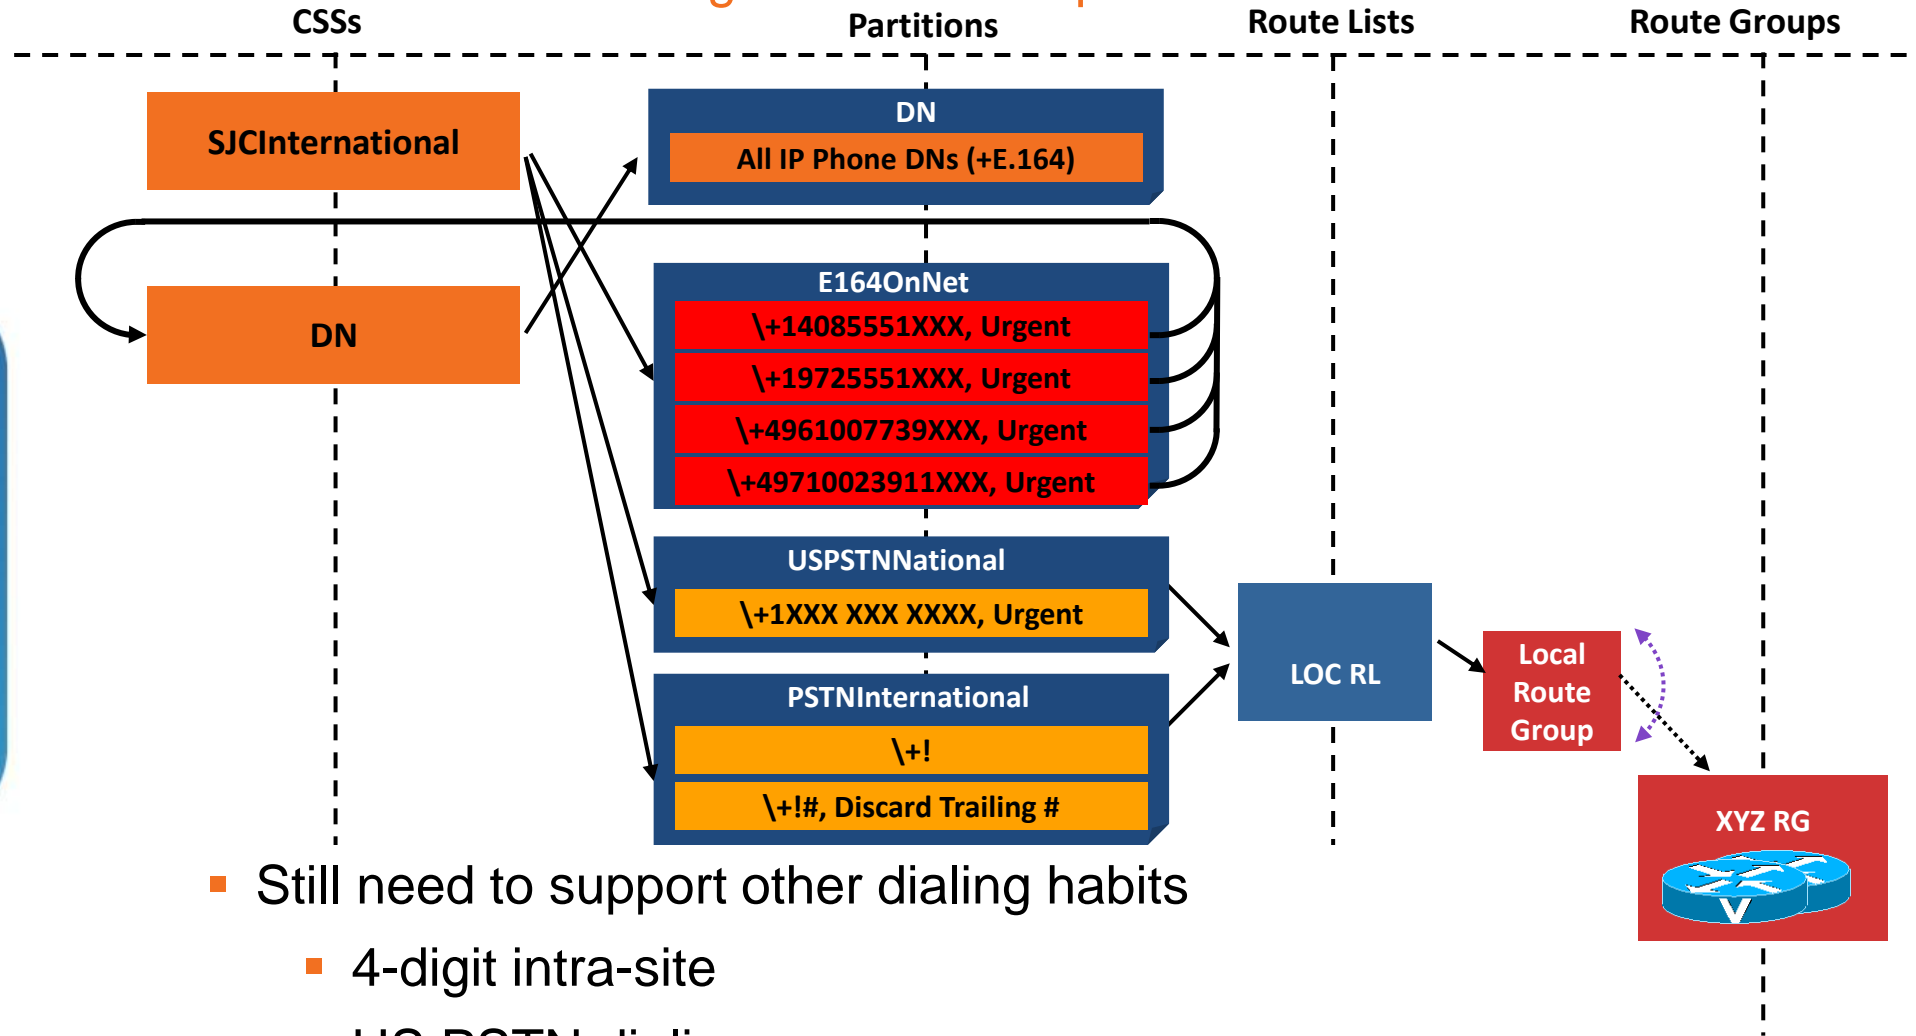 CSSs
Partitions
Route Lists
Route Groups
SJCInternational
DN
DN
All IP Phone DNs (+E.164)
E164OnNet
\+14085551XXX, Urgent
\+19725551XXX, Urgent
\+4961007739XXX, Urgent
\+49710023911XXX, Urgent
USPSTNNational
\+1XXX XXX XXXX, Urgent
PSTNInternational
\+!
\+!#, Discard Trailing #
LOC RL
Local
Route
Group
XYZ RG
V
Still need to support other dialing habits
4-digit intra-site
US PSTN